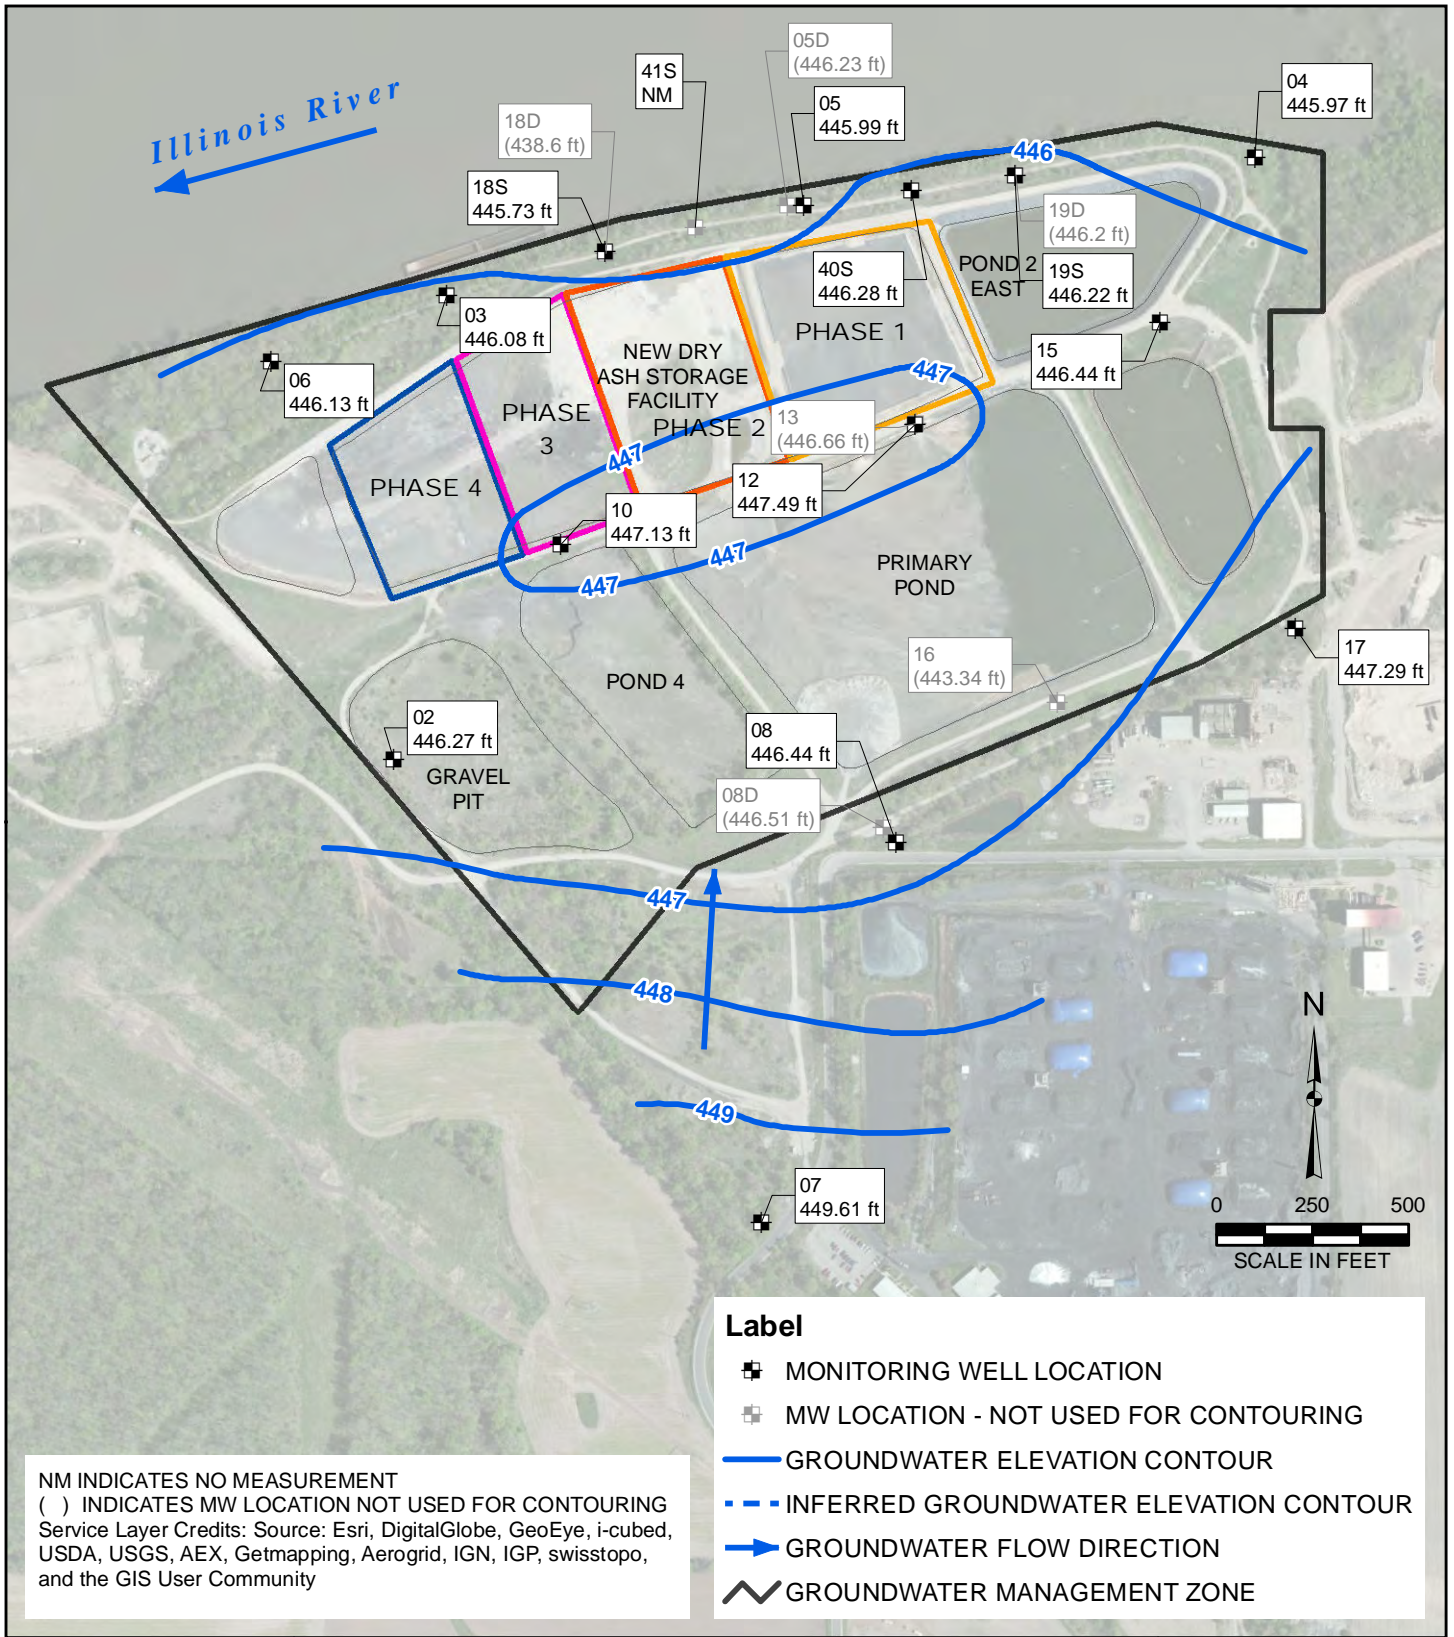 05D
(446.23 ft)
41S
NM
04
445.97 ft
05
445.99 ft
Illinois River
18D
(438.6 ft)
446
18S
445.73 ft
19D
(446.2 ft)
POND 2
EAST
40S
446.28 ft
19S
446.22 ft
03
446.08 ft
PHASE 1
15
446.44 ft
NEW DRY
ASH STORAGE
FACILITY
06
446.13 ft
447
PHASE
3
PHASE 2
13
(446.66 ft)
447
PHASE 4
12
447.49 ft
10
447.13 ft
447
447
PRIMARY
POND
17
447.29 ft
16
(443.34 ft)
POND 4
02
446.27 ft
08
446.44 ft
GRAVEL
PIT
08D
(446.51 ft)
447
448
N
449
07
449.61 ft
0 250 500
SCALE IN FEET
Label
MONITORING WELL LOCATION
MW LOCATION - NOT USED FOR CONTOURING
GROUNDWATER ELEVATION CONTOUR
INFERRED GROUNDWATER ELEVATION CONTOUR
GROUNDWATER FLOW DIRECTION
GROUNDWATER MANAGEMENT ZONE
NM INDICATES NO MEASUREMENT
( ) INDICATES MW LOCATION NOT USED FOR CONTOURING
Service Layer Credits: Source: Esri, DigitalGlobe, GeoEye, i-cubed,
USDA, USGS, AEX, Getmapping, Aerogrid, IGN, IGP, swisstopo,
and the GIS User Community